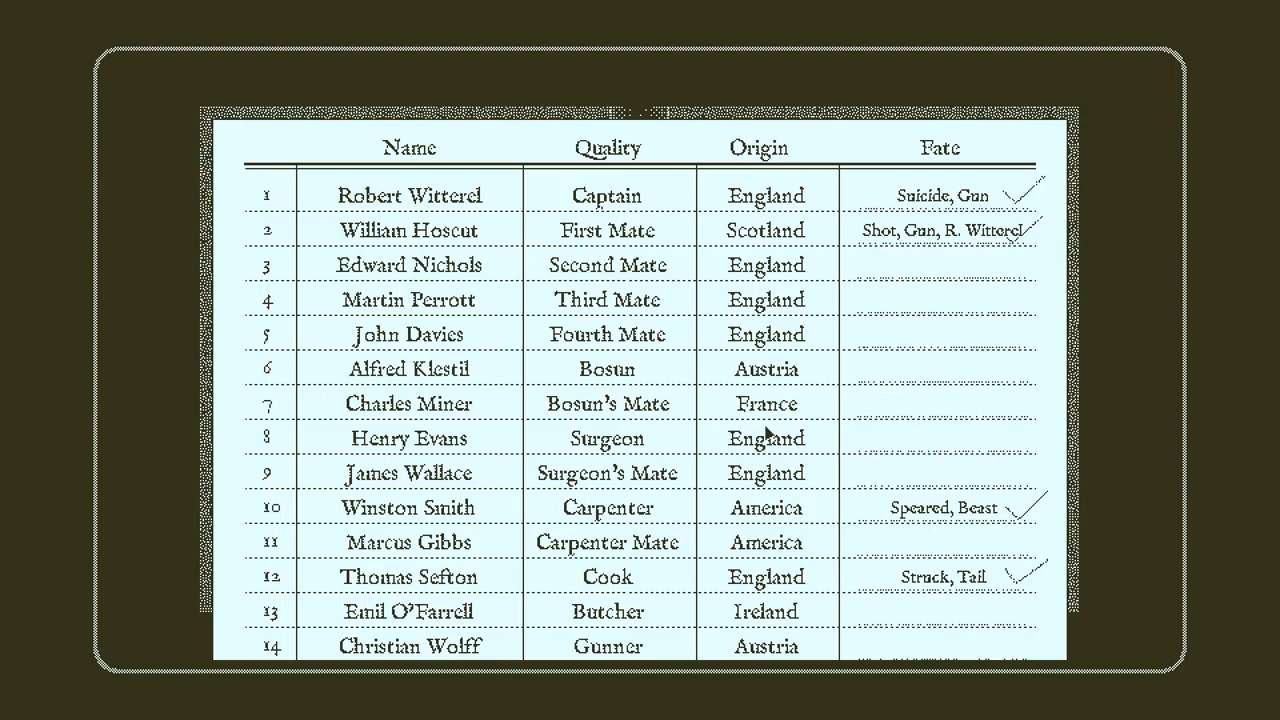 Name Quality Origin Fate
1 Robert Witterel Captain England Suicide, Gun
2 William Hoscut First Mate Scotland Shot, Gun, R. Witterel
3 Edward Nichols Second Mate England
4 Martin Perrott Third Mate England
5 John Davies Fourth Mate England
6 Alfred Klestil Bosun Austria
7 Charles Miner Bosun's Mate France
8 Henry Evans Surgeon England
9 James Wallace Surgeon's Mate England
10 Winston Smith Carpenter America Speared, Beast
11 Marcus Gibbs Carpenter Mate America
12 Thomas Sefton Cook England Struck, Tail
13 Emil O'Farrell Butcher Ireland
14 Christian Wolff Gunner Austria